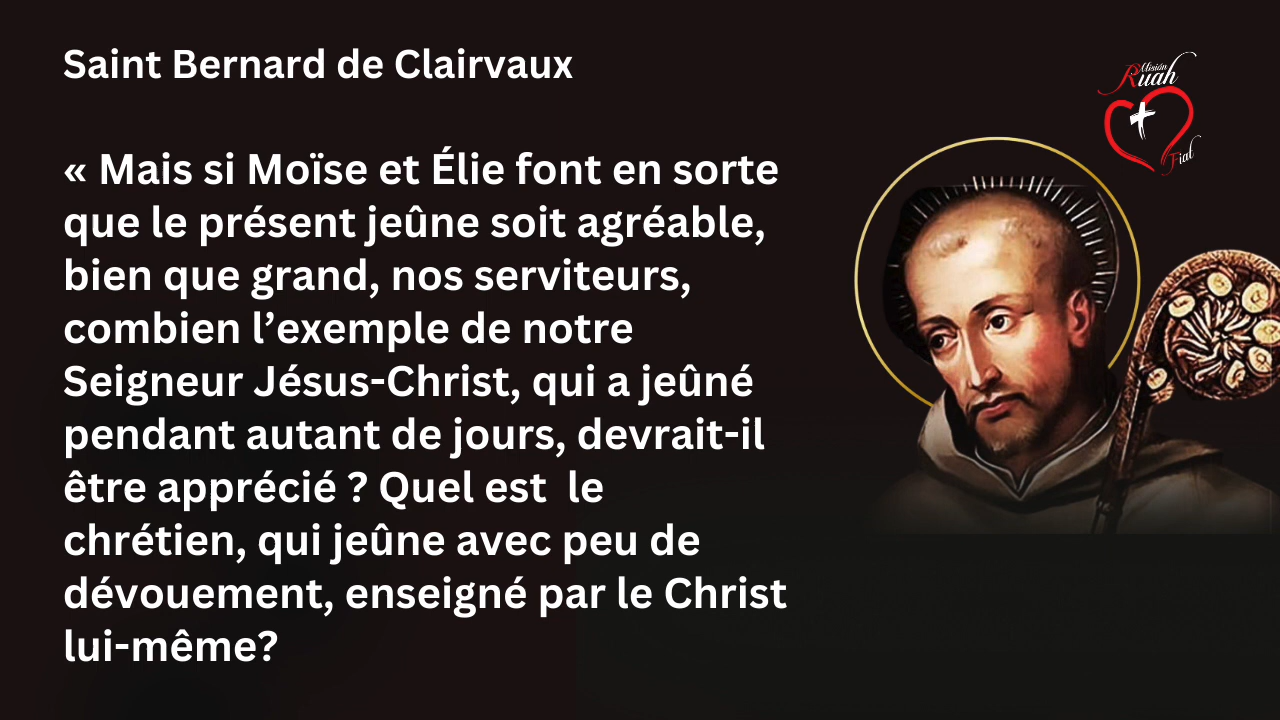 Saint Bernard de Clairvaux
« Mais si Moïse et Élie font en sorte
que le présent jeûne soit agréable,
bien que grand, nos serviteurs,
combien l’exemple de notre
Seigneur Jésus-Christ, qui a jeûné
pendant autant de jours, devrait-il
être apprécié ? Quel est  le
chrétien, qui jeûne avec peu de
dévouement, enseigné par le Christ
lui-même?
Misión
Ruah
Fial